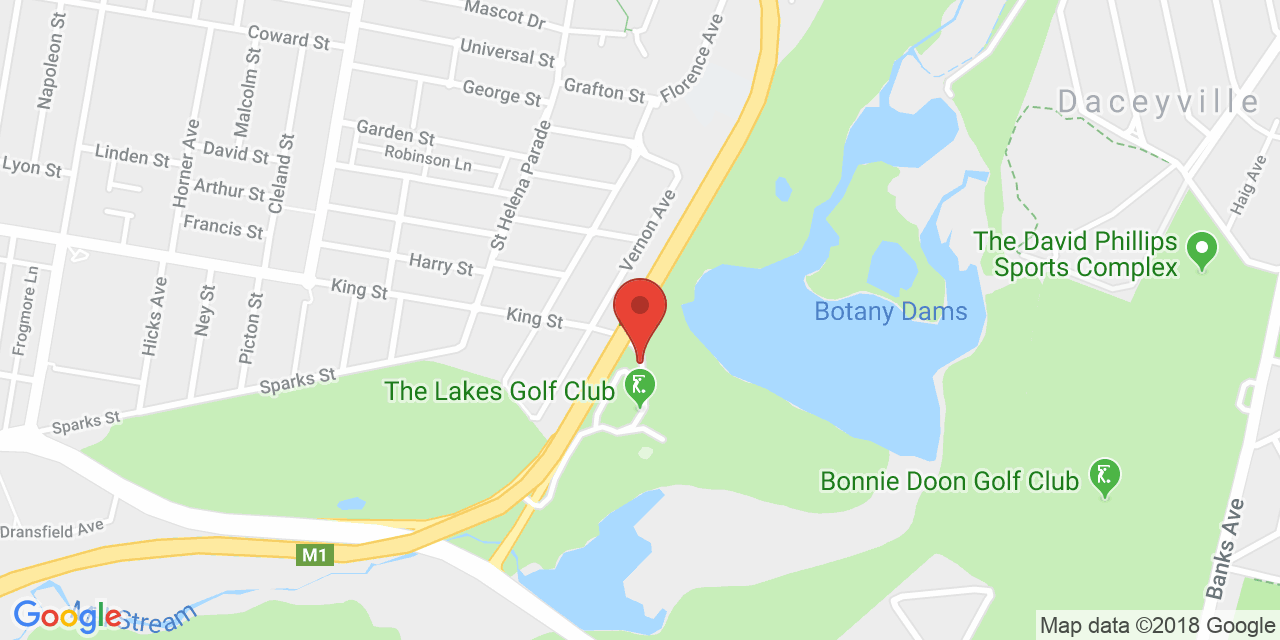 Mascot Dr
Napoleon St
Coward St
Universal St
Florence Ave
Malcolm St
George St
Grafton St
Daceyville
Garden St
Robinson Ln
Linden St
David St
Cleland St
Lyon St
Horner Ave
Arthur St
St Helena Parade
Haig Ave
Francis St
Vernon Ave
The David Phillips
Sports Complex
Harry St
King St
King St
Botany Dams
Frogmore Ln
Hicks Ave
Ney St
Picton St
Sparks St
The Lakes Golf Club
Sparks St
Bonnie Doon Golf Club
Dransfield Ave
M1
Banks Ave
Stream
Google
Map data ©2018 Google